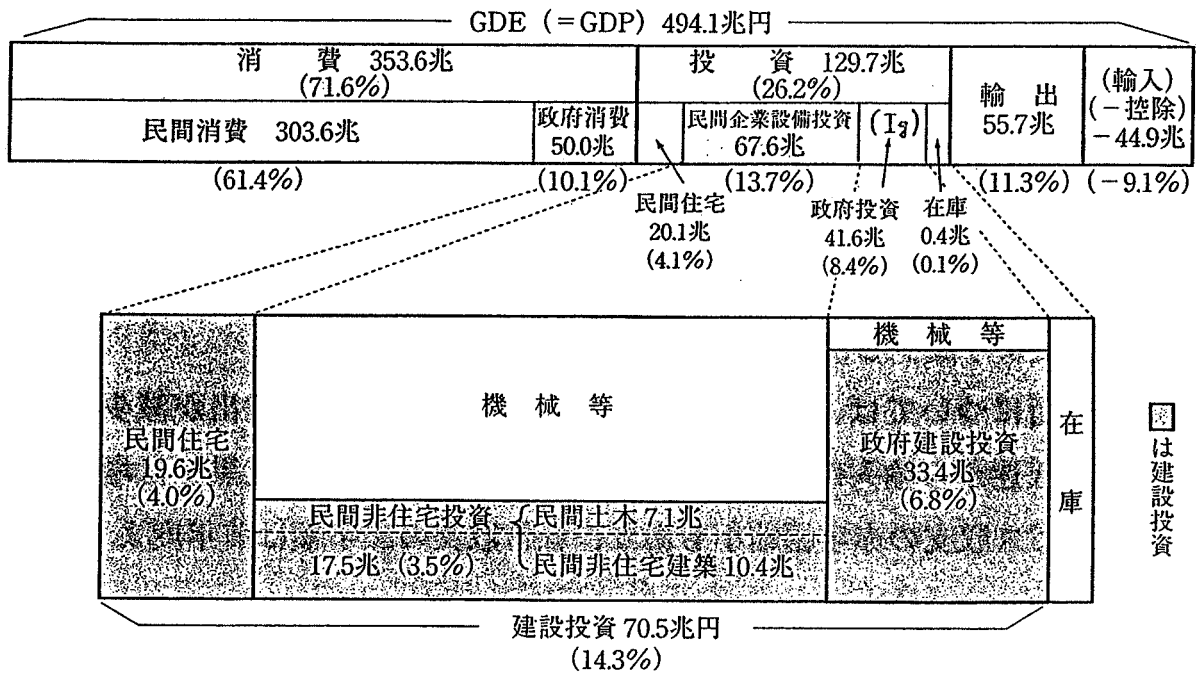 GDE (=GDP) 494.1兆円
消 費 353.6兆
(71.6%)
投 資 129.7兆
(26.2%)
輸 出
55.7兆
(輸入)
(-控除)
-44.9兆
民間消費 303.6兆
政府消費
50.0兆
民間企業設備投資
67.6兆
(Ig)
(61.4%)
(10.1%)
(13.7%)
(11.3%)
(-9.1%)
民間住宅
20.1兆
(4.1%)
政府投資
41.6兆
(8.4%)
在庫
0.4兆
(0.1%)
民間住宅
19.6兆
(4.0%)
機 械 等
民間非住宅投資
17.5兆 (3.5%)
民間土木 7.1兆
民間非住宅建築 10.4兆
機 械 等
政府建設投資
33.4兆
(6.8%)
在庫
は建設投資
建設投資 70.5兆円
(14.3%)